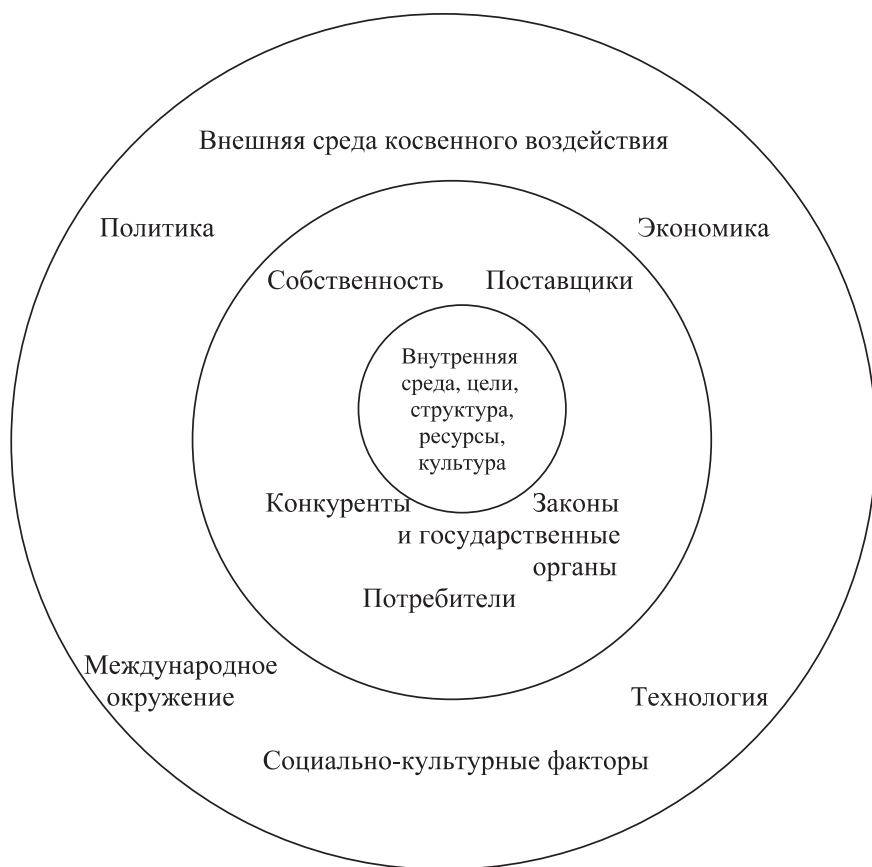 Внешняя среда косвенного воздействия
Политика
Экономика
Собственность
Поставщики
Внутренняя
среда, цели,
структура,
ресурсы,
культура
Конкуренты
Законы
и государственные
органы
Потребители
Международное
окружение
Технология
Социально-культурные факторы